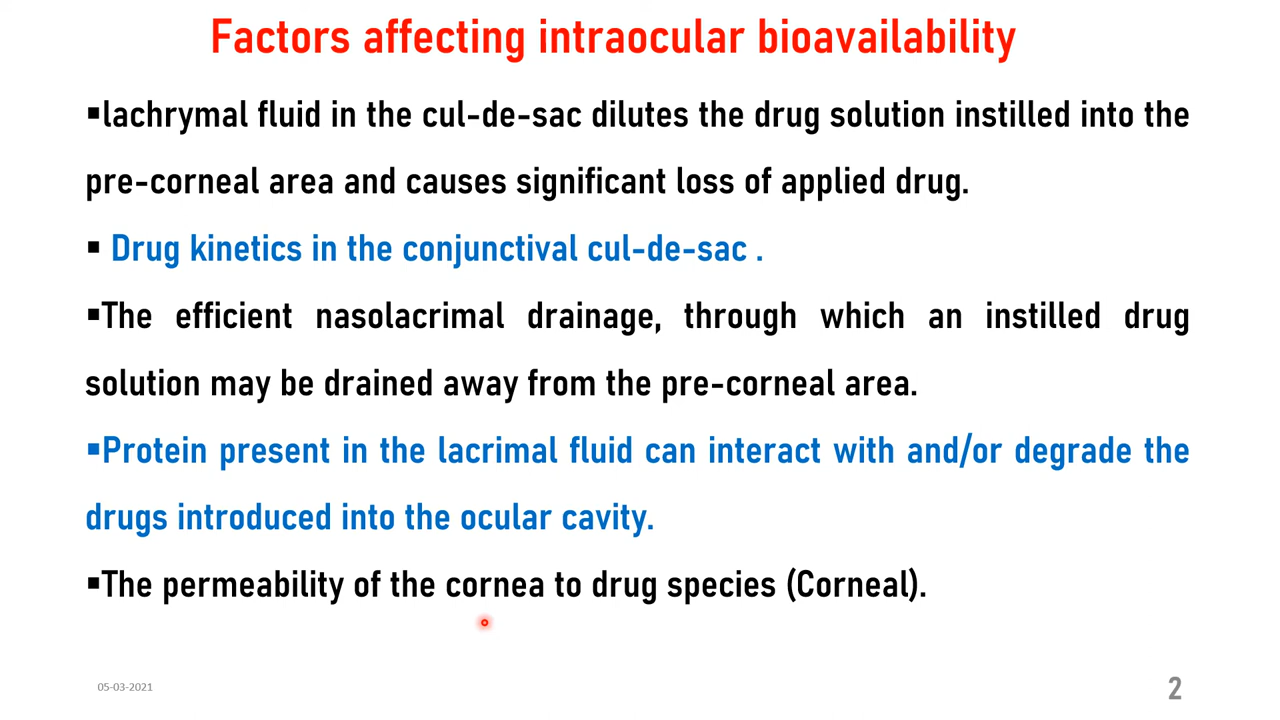 Factors affecting intraocular bioavailability
▪lachrymal fluid in the cul-de-sac dilutes the drug solution instilled into the
pre-corneal area and causes significant loss of applied drug.
▪ Drug kinetics in the conjunctival cul-de-sac .
▪The efficient nasolacrimal drainage, through which an instilled drug
solution may be drained away from the pre-corneal area.
▪Protein present in the lacrimal fluid can interact with and/or degrade the
drugs introduced into the ocular cavity.
▪The permeability of the cornea to drug species (Corneal).
05-03-2021
2